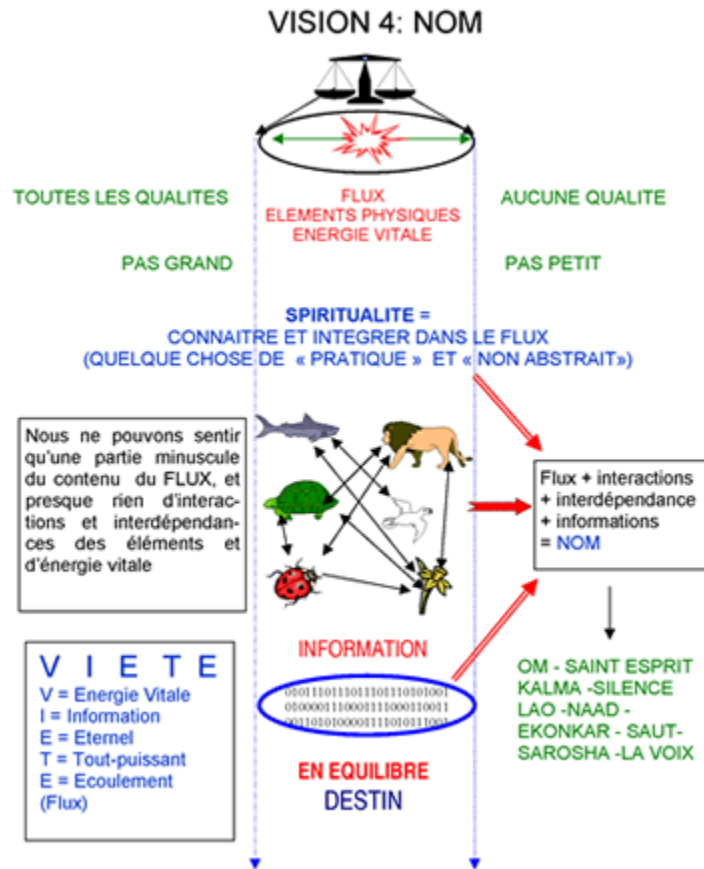 VISION 4: NOM
TOUTES LES QUALITES
FLUX
ELEMENTS PHYSIQUES
ENERGIE VITALE
AUCUNE QUALITE
PAS GRAND
PAS PETIT
SPIRITUALITE =
CONNAITRE ET INTEGRER DANS LE FLUX
(QUELQUE CHOSE DE « PRATIQUE » ET « NON ABSTRAIT»)
Nous ne pouvons sentir
qu'une partie minuscule
du contenu du FLUX, et
presque rien d'interac-
tions et interdépendan-
ces des éléments et
d'énergie vitale
Flux + interactions
+ interdépendance
+ informations
= NOM
INFORMATION
0101110111011101110101001
0100001110001111000110011
0011010100001111010111001
EN EQUILIBRE
DESTIN
V I E T E
V = Energie Vitale
I = Information
E = Eternel
T = Tout-puissant
E = Ecoulement
(Flux)
OM - SAINT ESPRIT
KALMA -SILENCE
LAO -NAAD -
EKONKAR - SAUT-
SAROSHA -LA VOIX